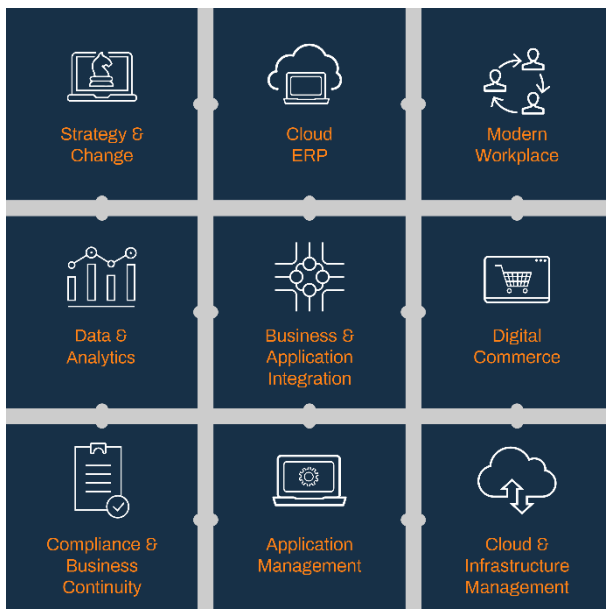 Strategy &
Change
Cloud
ERP
Modern
Workplace
Data &
Analytics
Business &
Application
Integration
Digital
Commerce
Compliance &
Business
Continuity
Application
Management
Cloud &
Infrastructure
Management